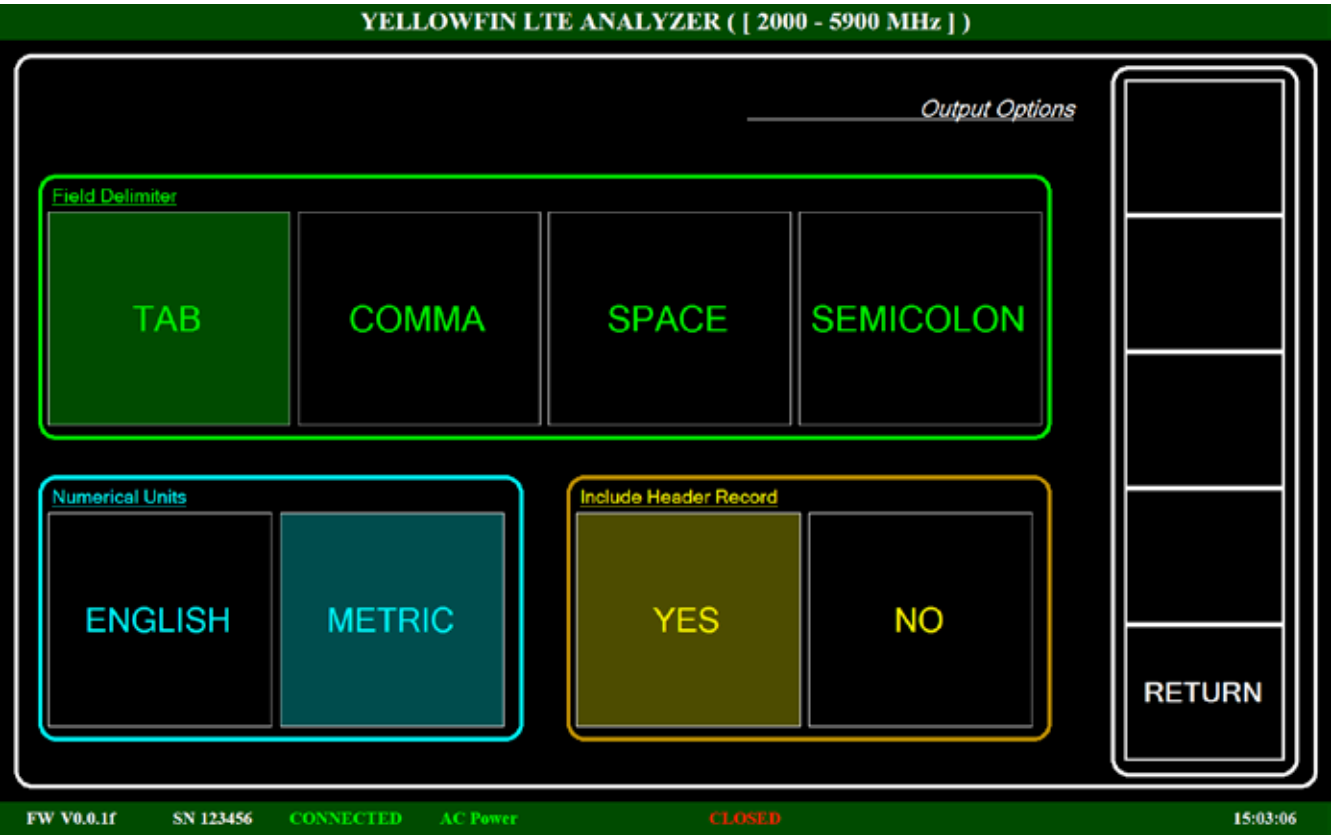 YELLOWFIN LTE ANALYZER ( [ 2000 - 5900 MHz ] )
Output Options
Field Delimiter
TAB COMMA SPACE SEMICOLON
Numerical Units
ENGLISH METRIC
Include Header Record
YES NO
RETURN
FW V0.0.1f SN 123456 CONNECTED AC Power CLOSED 15:03:06